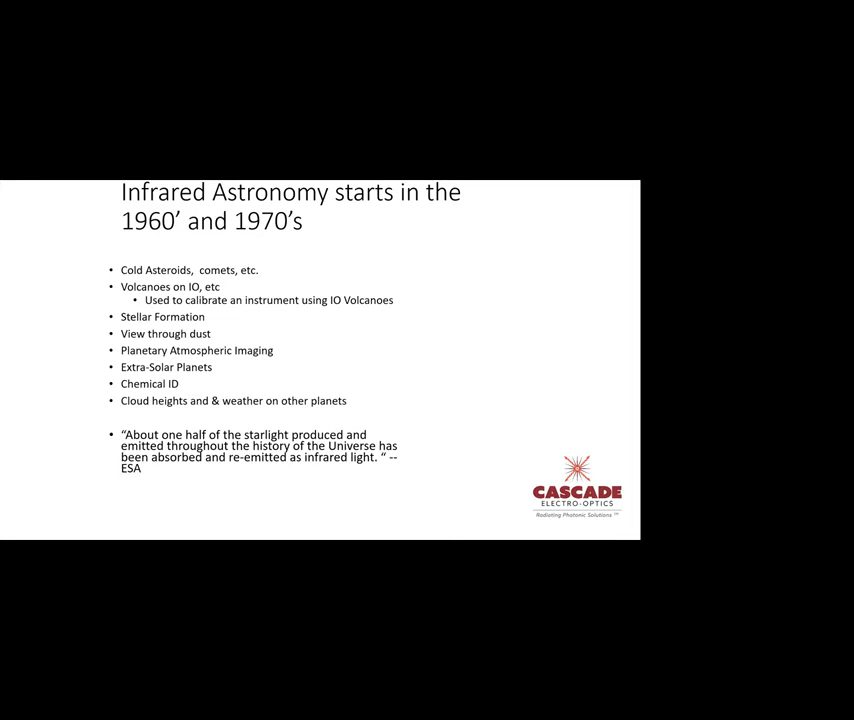 Infrared Astronomy starts in the
1960’ and 1970’s
• Cold Asteroids,  comets, etc.
• Volcanoes on IO, etc
• Used to calibrate an instrument using IO Volcanoes
• Stellar Formation
• View through dust
• Planetary Atmospheric Imaging
• Extra-Solar Planets
• Chemical ID
• Cloud heights and & weather on other planets
• “About one half of the starlight produced and
emitted throughout the history of the Universe has
been absorbed and re-emitted as infrared light. “ --
ESA
CASCADE
ELECTRO-OPTICS
Radiating Photonic Solutions ℠